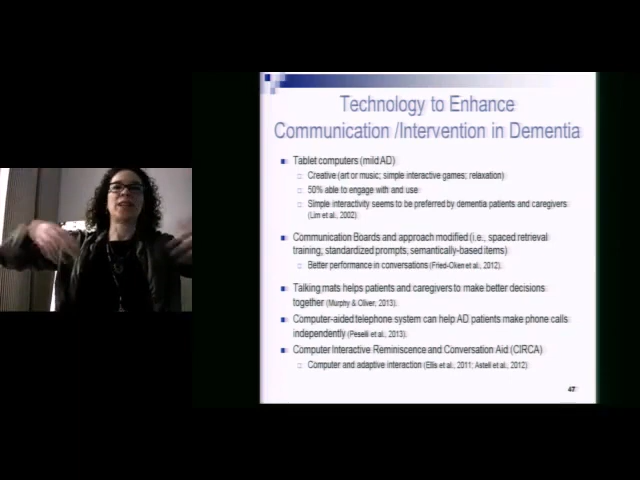 Technology to Enhance
Communication /Intervention in Dementia
Tablet computers (mild AD)
Creative (art or music; simple interactive games; relaxation)
50% able to engage with and use
Simple interactivity seems to be preferred by dementia patients and caregivers
(Lim et al., 2002)
Communication Boards and approach modified (i.e., spaced retrieval
training, standardized prompts, semantically-based items)
Better performance in conversations (Fried-Oken et al., 2012).
Talking mats helps patients and caregivers to make better decisions
together (Murphy & Oliver, 2013).
Computer-aided telephone system can help AD patients make phone calls
independently (Peselli et al., 2013).
Computer Interactive Reminiscence and Conversation Aid (CIRCA)
Computer and adaptive interaction (Ellis et al., 2011; Astell et al., 2012)
47